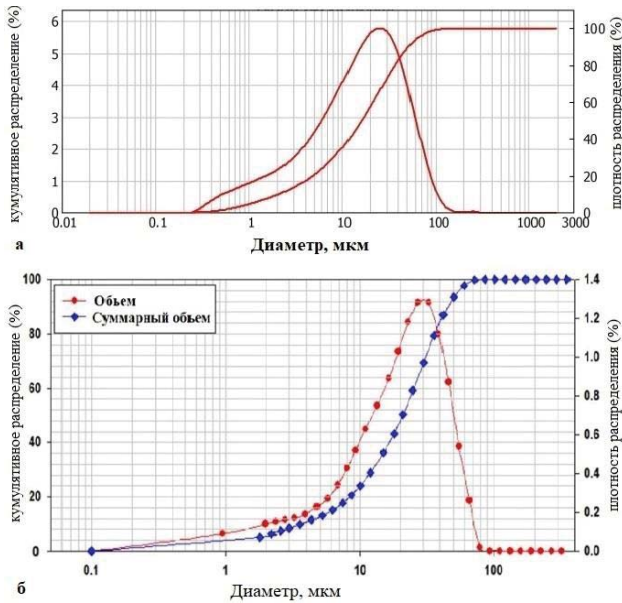 кумулятивное распределение (%)
6
5
4
3
2
1
0
100
80
60
40
20
0
плотность распределения (%)
0.01 0.1 1 10 100 1000 3000
а
Диаметр, мкм
кумулятивное распределение (%)
100
80
60
40
20
0
Обьем
Суммарный обьем
1.4
1.2
1.0
0.8
0.6
0.4
0.2
0.0
плотность распределения (%)
0.1 1 10 100
б
Диаметр, мкм